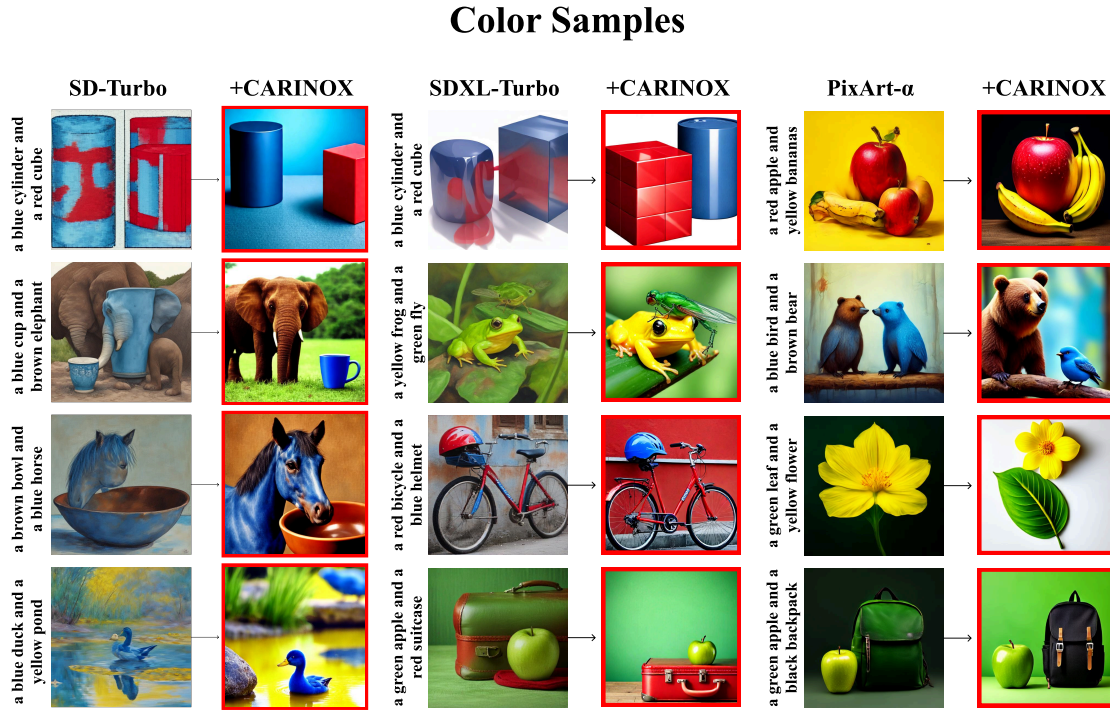 Color Samples
SD-Turbo
+CARINOX
SDXL-Turbo
+CARINOX
PixArt-α
+CARINOX
a blue cylinder and
a red cube
a blue cylinder and
a red cube
a red apple and
yellow bananas
a blue cup and a
brown elephant
a yellow frog and a
green fly
a blue bird and a
brown bear
a brown bowl and
a blue horse
a red bicycle and a
blue helmet
a green leaf and a
yellow flower
a blue duck and a
yellow pond
a green apple and a
red suitcase
a green apple and a
black backpack